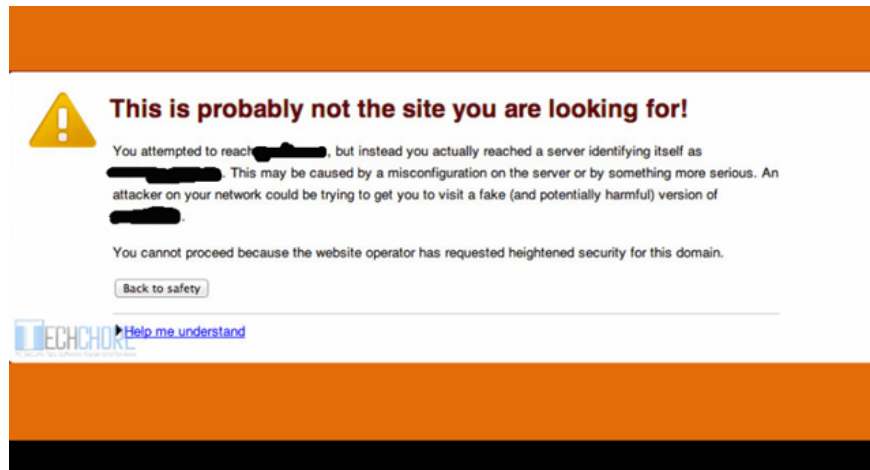 This is probably not the site you are looking for!
You attempted to reach , but instead you actually reached a server identifying itself as
. This may be caused by a misconfiguration on the server or by something more serious. An
attacker on your network could be trying to get you to visit a fake (and potentially harmful) version of
.
You cannot proceed because the website operator has requested heightened security for this domain.
Back to safety
Help me understand
TECHCHORE